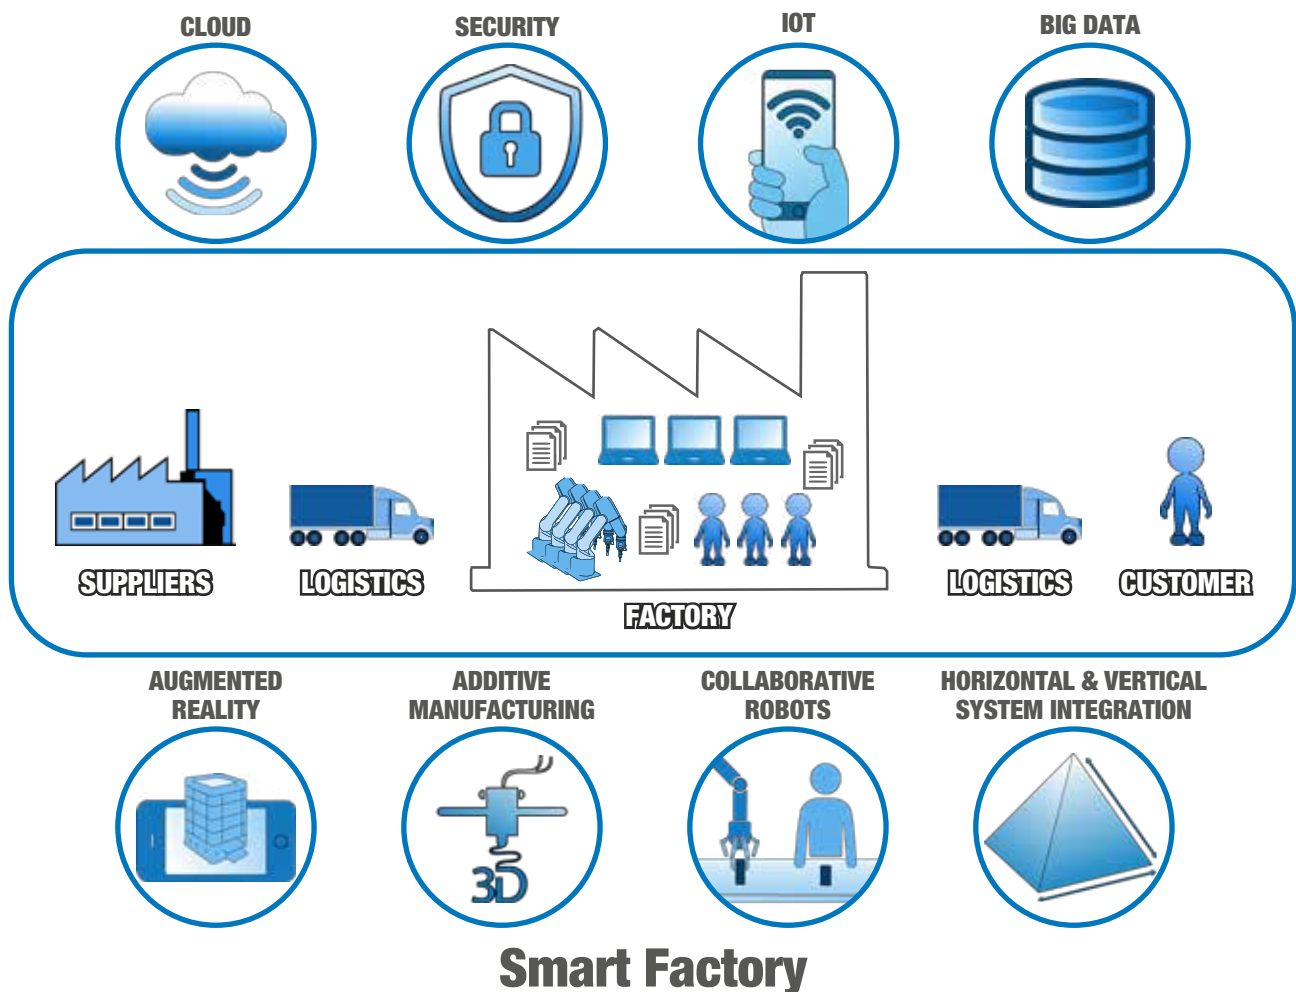 CLOUD
SECURITY
IOT
BIG DATA
SUPPLIERS
LOGISTICS
FACTORY
LOGISTICS
CUSTOMER
AUGMENTED
REALITY
ADDITIVE
MANUFACTURING
COLLABORATIVE
ROBOTS
HORIZONTAL & VERTICAL
SYSTEM INTEGRATION
3D
Smart Factory